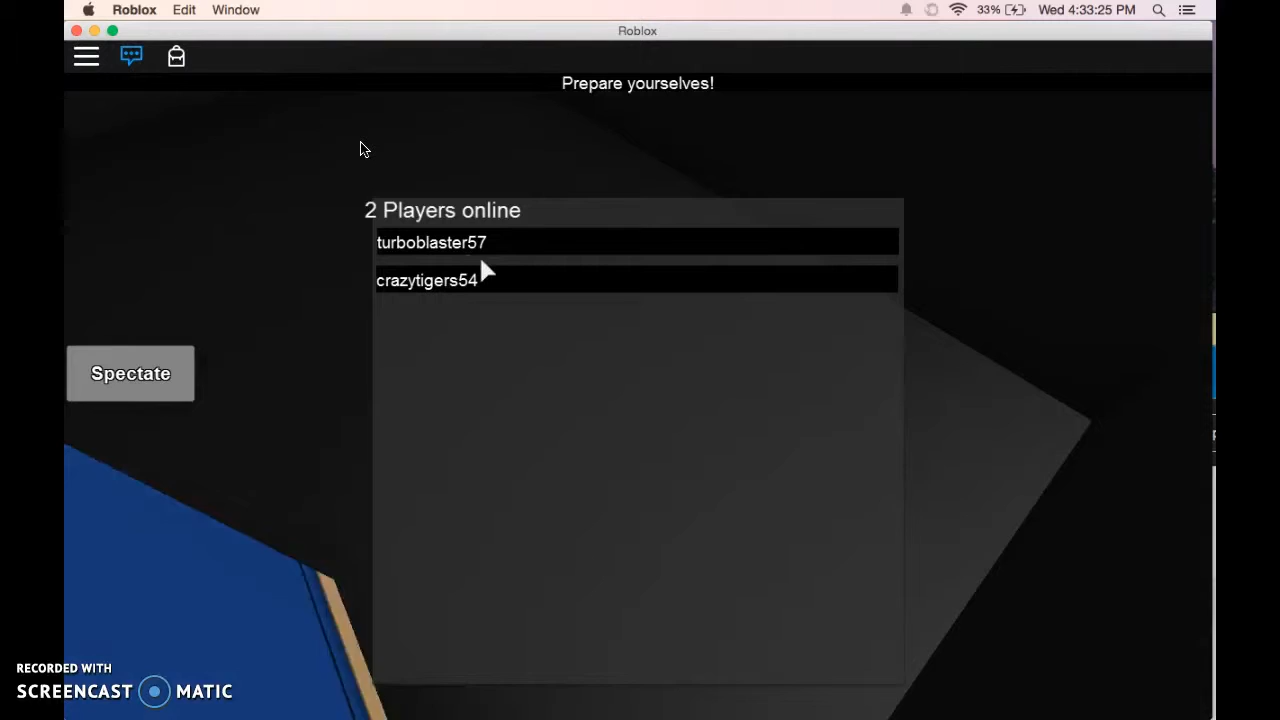 Roblox Edit Window 33% Wed 4:33:25 PM
Roblox
Prepare yourselves!
2 Players online
turboblaster57
crazytigers54
Spectate
RECORDED WITH
SCREENCAST MATIC